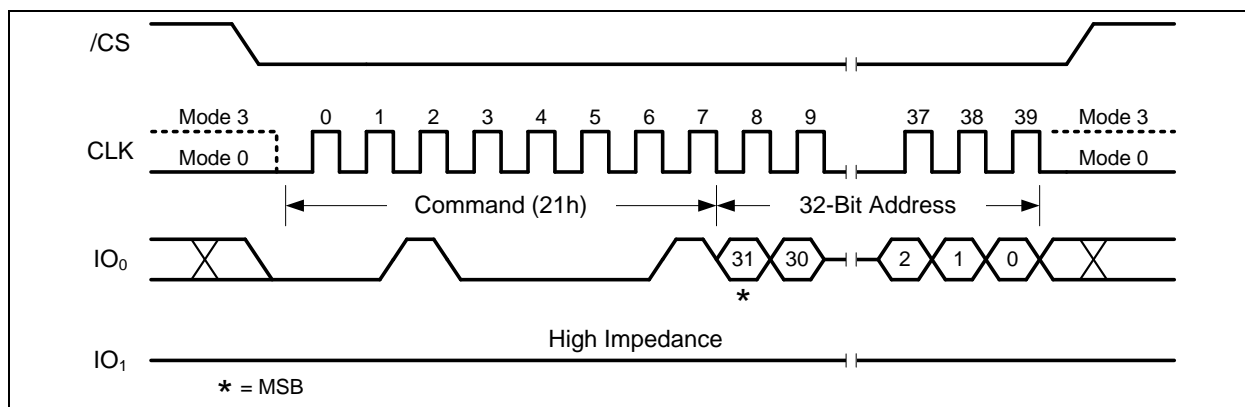 /CS
Mode 3 0 1 2 3 4 5 6 7 8 9 37 38 39 Mode 3
CLK
Mode 0 Mode 0
Command (21h) 32-Bit Address
IO₀ 31 30 2 1 0
*
High Impedance
IO₁
* = MSB